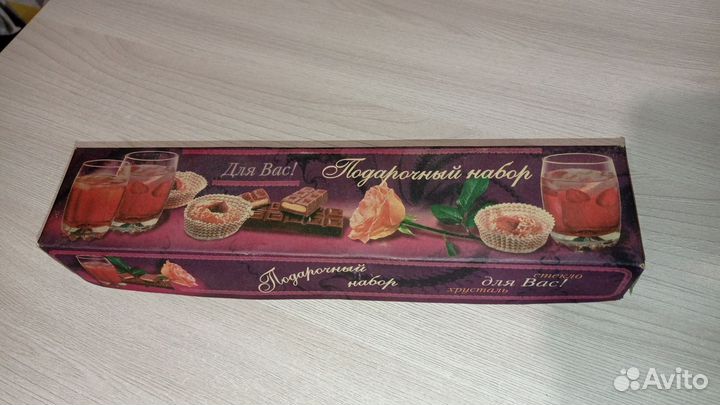 Для Вас!
Подарочный набор
Подарочный
набор
стекло
для Вас!
хрусталь
Avito